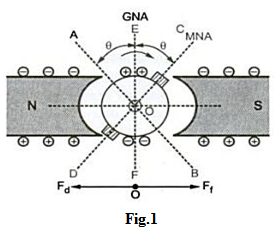 GNA
A E C MNA
θ θ
N O S
D F B
Fd O Ff
Fig.1